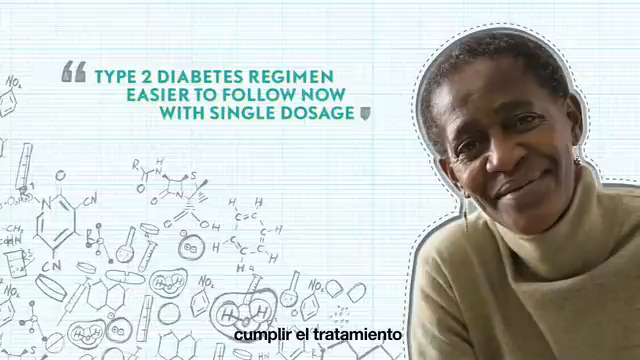 TYPE 2 DIABETES REGIMEN
EASIER TO FOLLOW NOW
WITH SINGLE DOSAGE
cumplir el tratamiento